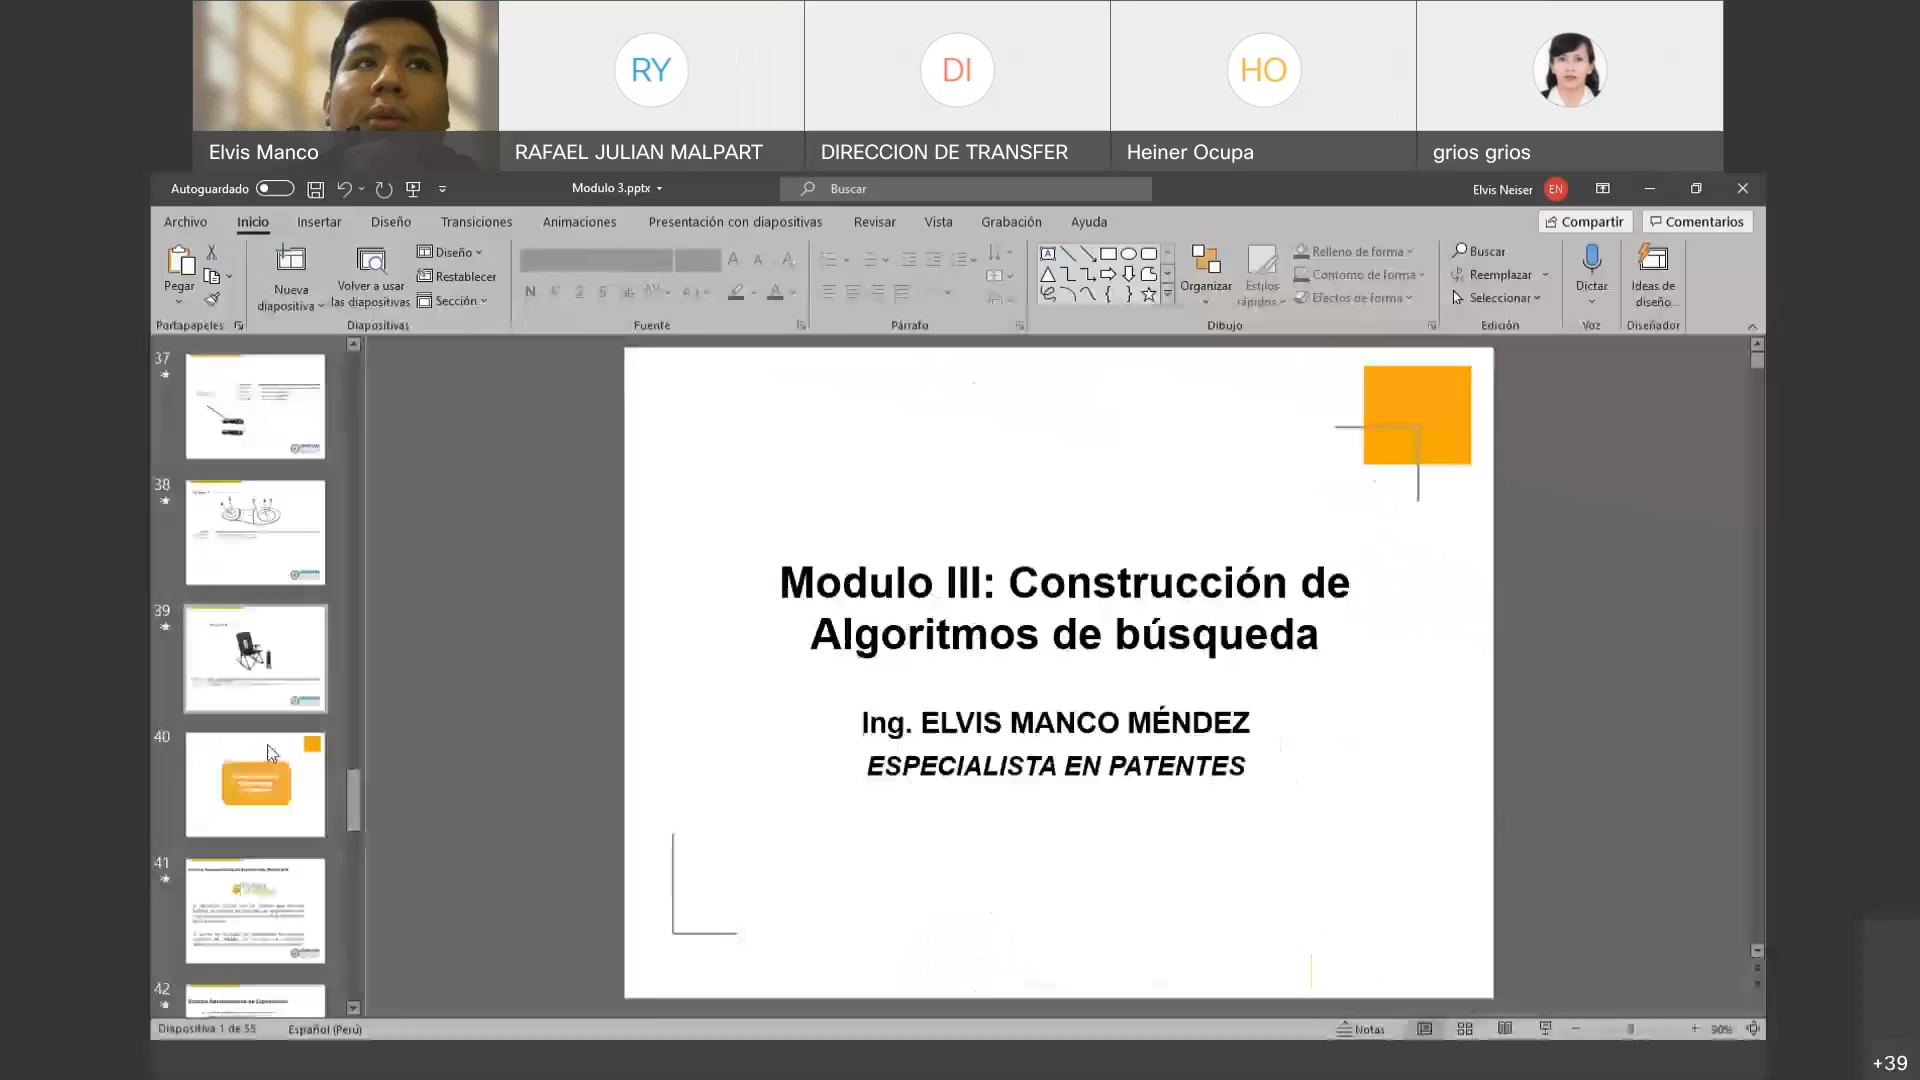 RY
DI
HO
Elvis Manco
RAFAEL JULIAN MALPART
DIRECCION DE TRANSFER
Heiner Ocupa
grios grios
Autoguardado
Modulo 3.pptx
Buscar
Elvis Neiser
EN
Archivo
Inicio
Insertar
Diseño
Transiciones
Animaciones
Presentación con diapositivas
Revisar
Vista
Grabación
Ayuda
Compartir
Comentarios
Pegar
Nueva
diapositiva
Volver a usar
las diapositivas
Diseño
Restablecer
Sección
Organizar
Estilos
rápidos
Relleno de forma
Contorno de forma
Efectos de forma
Buscar
Reemplazar
Seleccionar
Dictar
Ideas de
diseño
Portapapeles
Diapositivas
Fuente
Párrafo
Dibujo
Edición
Voz
Diseñador
37
38
39
40
41
42
Modulo III: Construcción de
Algoritmos de búsqueda
Ing. ELVIS MANCO MÉNDEZ
ESPECIALISTA EN PATENTES
Diapositiva 1 de 55
Español (Perú)
Notas
90%
+39